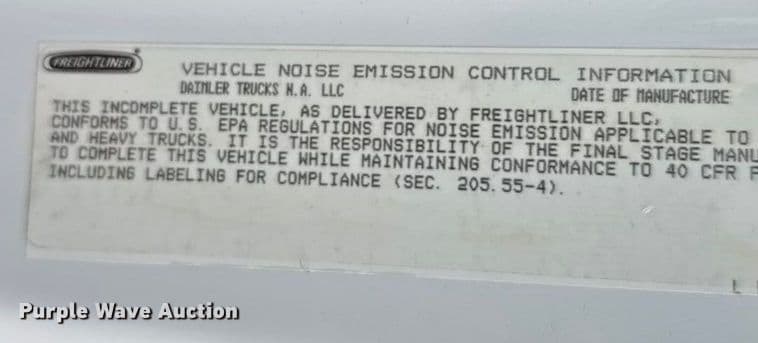 FREIGHTLINER
VEHICLE NOISE EMISSION CONTROL INFORMATION
DAIMLER TRUCKS N.A. LLC DATE OF MANUFACTURE
THIS INCOMPLETE VEHICLE, AS DELIVERED BY FREIGHTLINER LLC,
CONFORMS TO U.S. EPA REGULATIONS FOR NOISE EMISSION APPLICABLE TO
AND HEAVY TRUCKS. IT IS THE RESPONSIBILITY OF THE FINAL STAGE MANU
TO COMPLETE THIS VEHICLE WHILE MAINTAINING CONFORMANCE TO 40 CFR
INCLUDING LABELING FOR COMPLIANCE (SEC. 205.55-4).
Purple Wave Auction